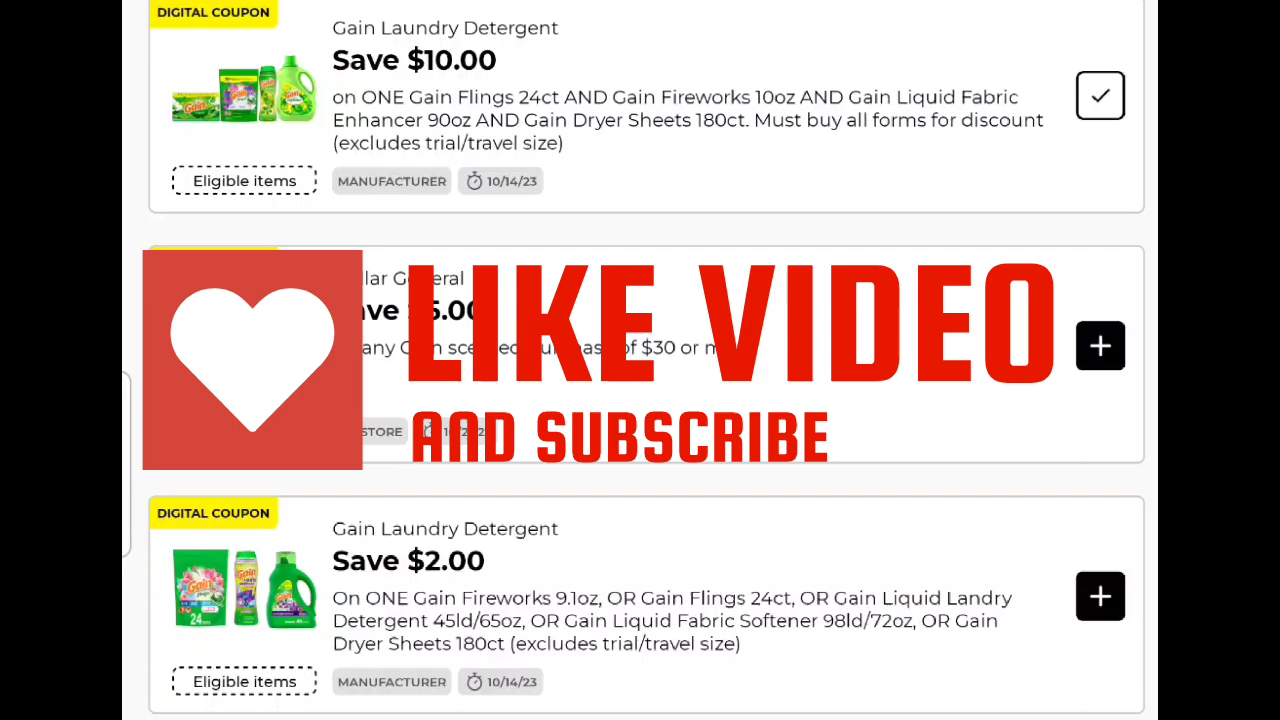 DIGITAL COUPON
Gain Laundry Detergent
Save $10.00
on ONE Gain Flings 24ct AND Gain Fireworks 10oz AND Gain Liquid Fabric
Enhancer 90oz AND Gain Dryer Sheets 180ct. Must buy all forms for discount
(excludes trial/travel size)
Eligible items
MANUFACTURER
10/14/23
General
LIKE VIDEO
of $30 or
STORE
AND SUBSCRIBE
DIGITAL COUPON
Gain Laundry Detergent
Save $2.00
On ONE Gain Fireworks 9.1oz, OR Gain Flings 24ct, OR Gain Liquid Landry
Detergent 45ld/65oz, OR Gain Liquid Fabric Softener 98ld/72oz, OR Gain
Dryer Sheets 180ct (excludes trial/travel size)
Eligible items
MANUFACTURER
10/14/23